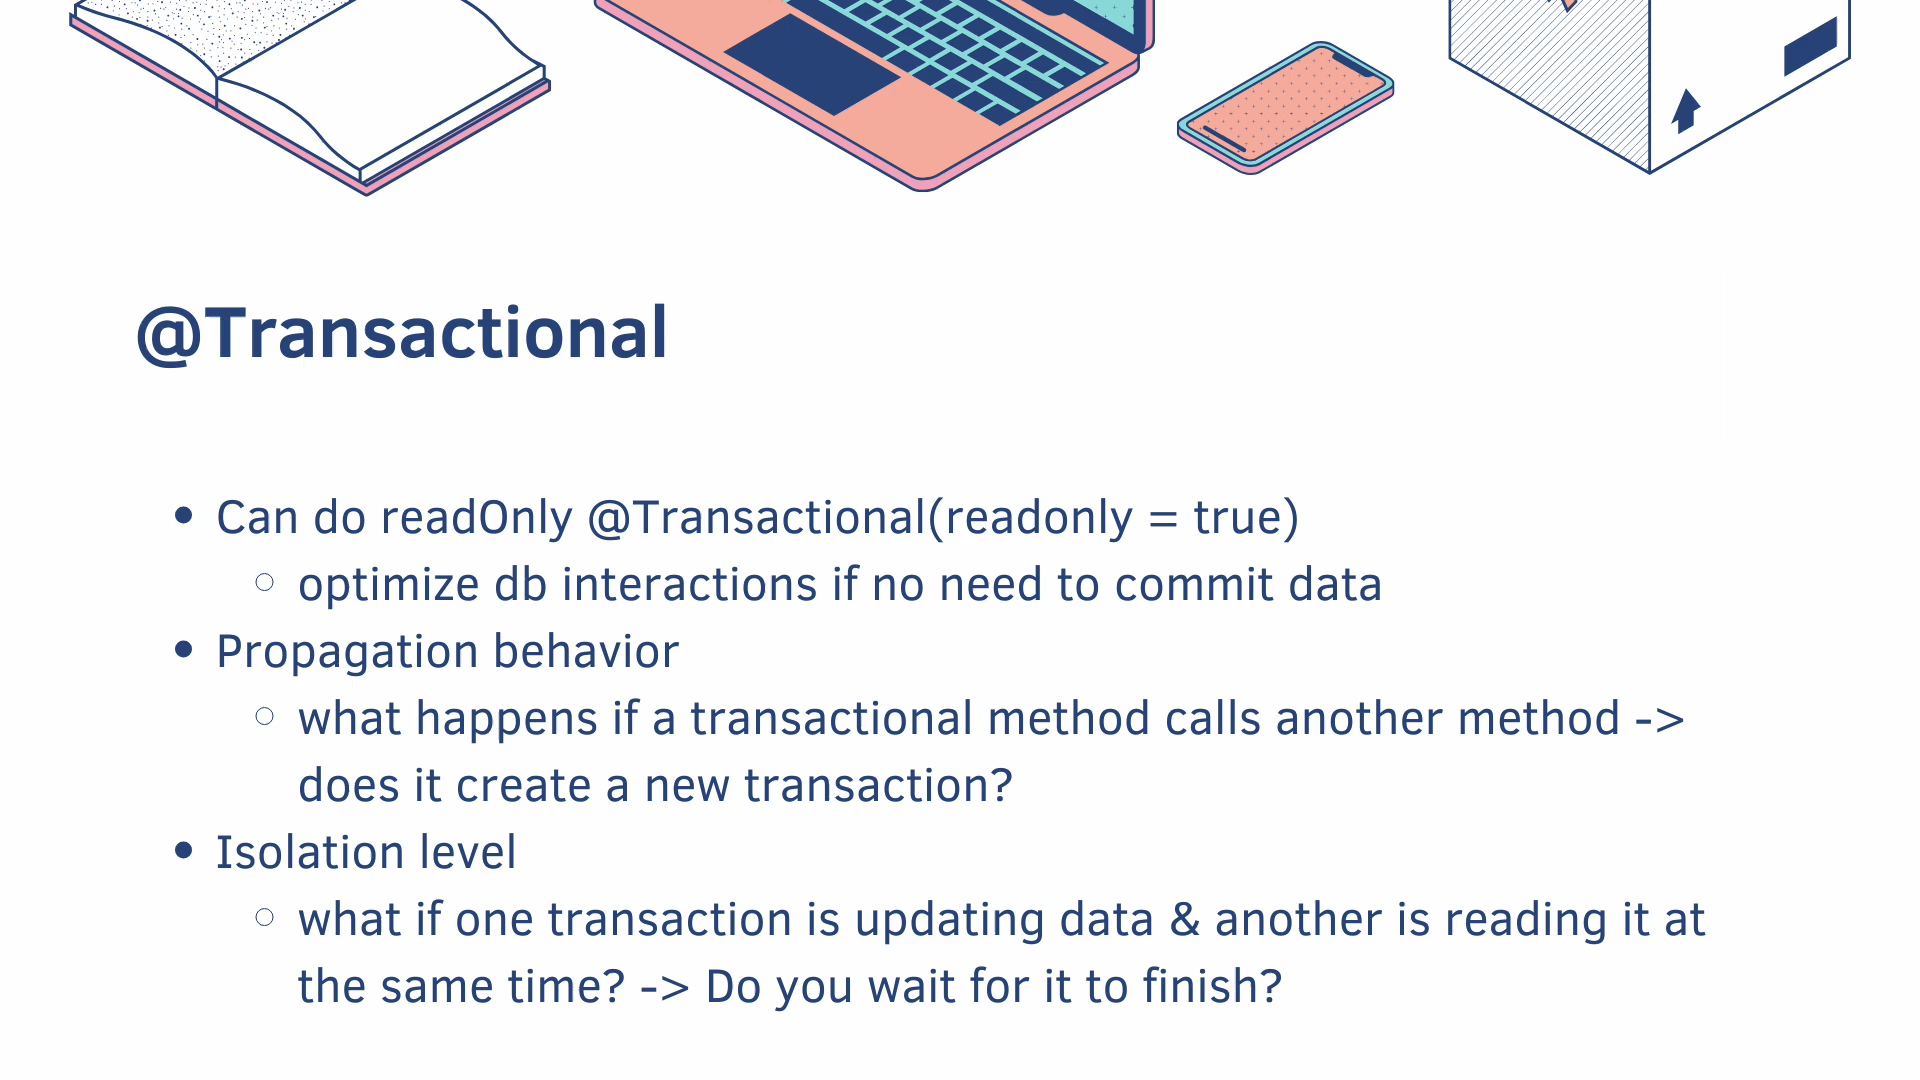 @Transactional
• Can do readOnly @Transactional(readonly = true)
○ optimize db interactions if no need to commit data
• Propagation behavior
○ what happens if a transactional method calls another method ->
does it create a new transaction?
• Isolation level
○ what if one transaction is updating data & another is reading it at
the same time? -> Do you wait for it to finish?